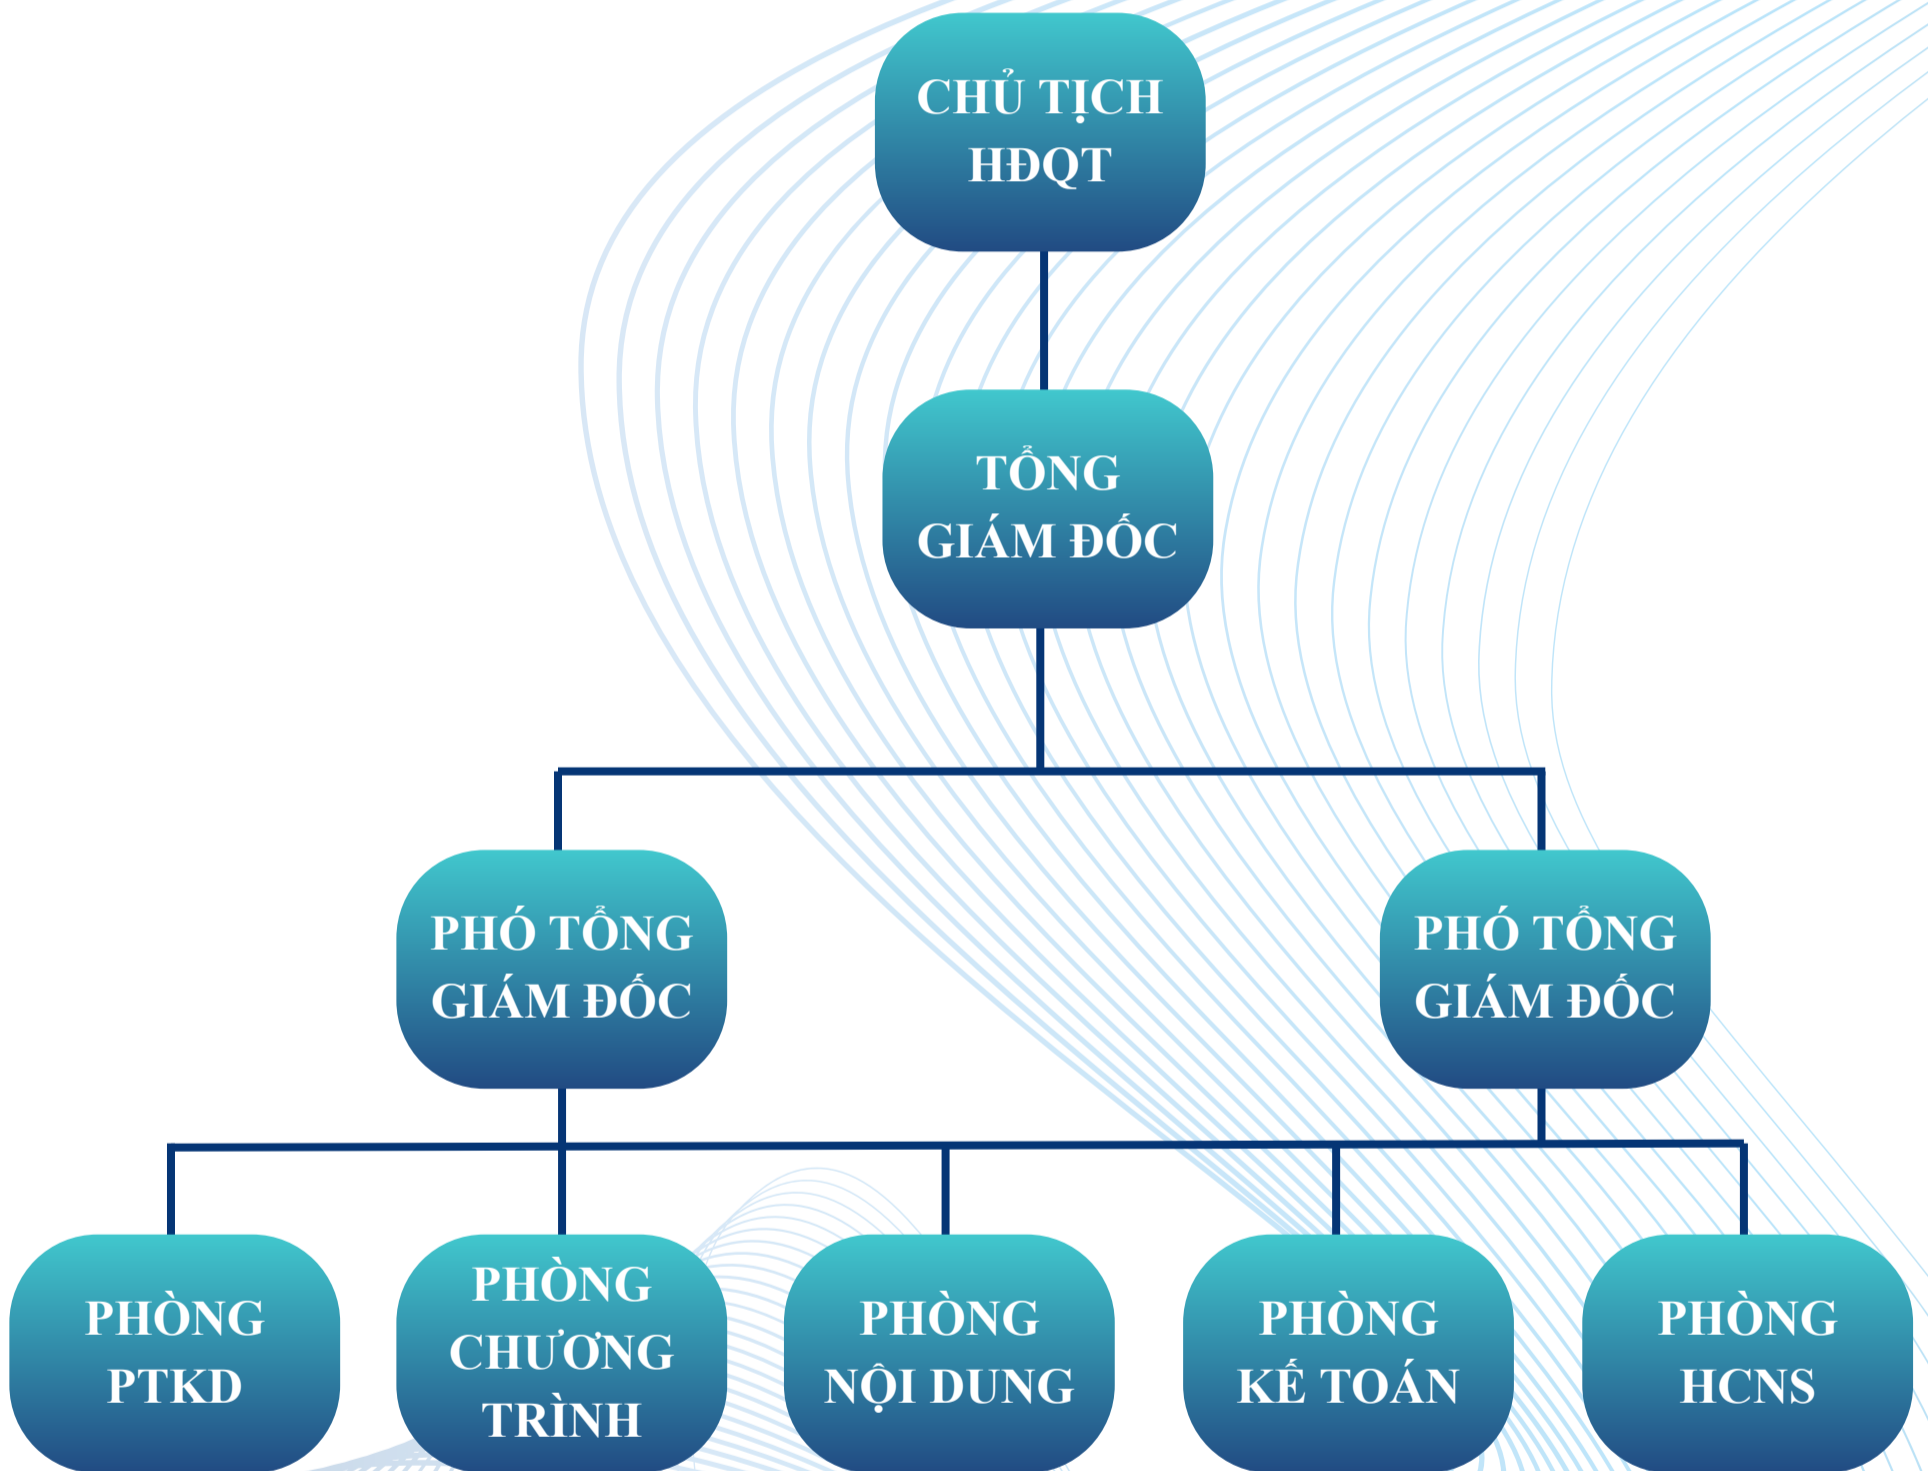 CHỦ TỊCH
HĐQT
TỔNG
GIÁM ĐỐC
PHÓ TỔNG
GIÁM ĐỐC
PHÓ TỔNG
GIÁM ĐỐC
PHÒNG
PTKD
PHÒNG
CHƯƠNG
TRÌNH
PHÒNG
NỘI DUNG
PHÒNG
KẾ TOÁN
PHÒNG
HCNS